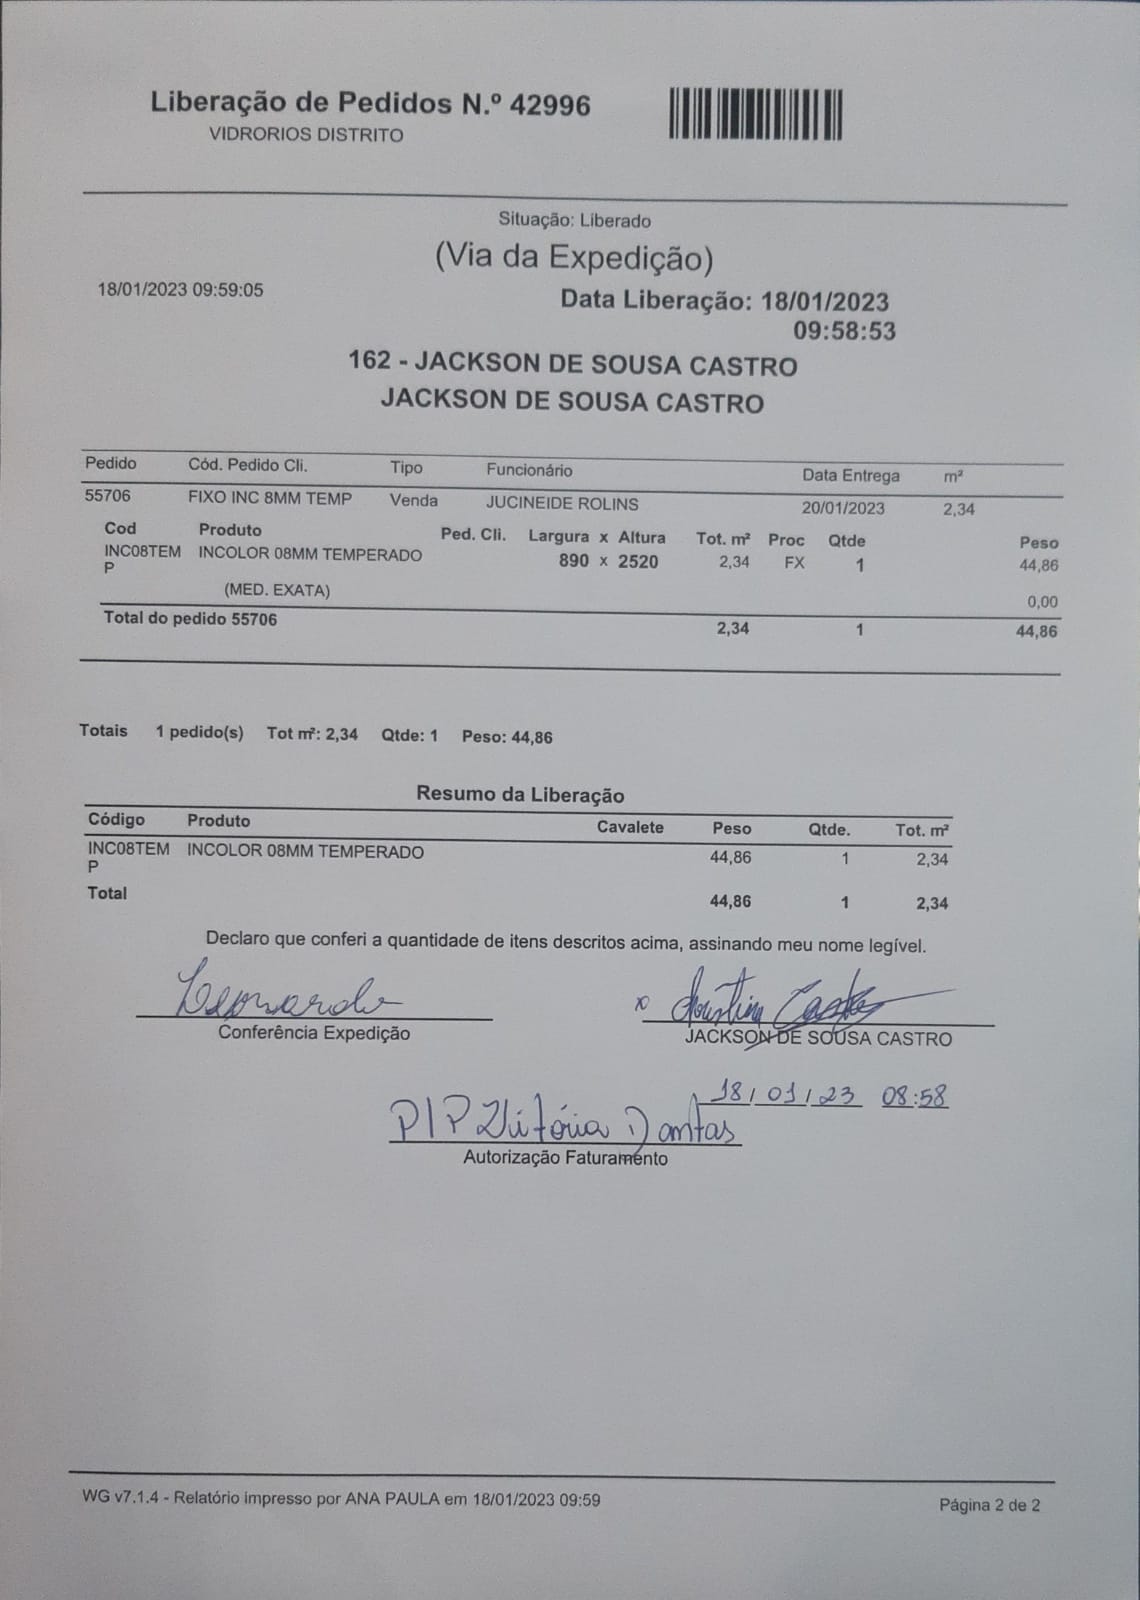 Liberação de Pedidos N.º 42996
VIDRORIOS DISTRITO
Situação: Liberado
(Via da Expedição)
18/01/2023 09:59:05
Data Liberação: 18/01/2023
09:58:53
162 - JACKSON DE SOUSA CASTRO
JACKSON DE SOUSA CASTRO
Pedido Cód. Pedido Cli. Tipo Funcionário Data Entrega m²
55706 FIXO INC 8MM TEMP Venda JUCINEIDE ROLINS 20/01/2023 2,34
Cod Produto Ped. Cli. Largura x Altura Tot. m² Proc Qtde Peso
INC08TEM INCOLOR 08MM TEMPERADO 890 x 2520 2,34 FX 1 44,86
P
(MED. EXATA) 0,00
Total do pedido 55706 2,34 1 44,86
Totais 1 pedido(s) Tot m²: 2,34 Qtde: 1 Peso: 44,86
Resumo da Liberação
Código Produto Cavalete Peso Qtde. Tot. m²
INC08TEM INCOLOR 08MM TEMPERADO 44,86 1 2,34
P
Total 44,86 1 2,34
Declaro que conferi a quantidade de itens descritos acima, assinando meu nome legível.
Leonardo x Christina Castro
Conferência Expedição JACKSON DE SOUSA CASTRO
18/01/23 08:58
P/P Vitória Dantas
Autorização Faturamento
WG v7.1.4 - Relatório impresso por ANA PAULA em 18/01/2023 09:59
Página 2 de 2